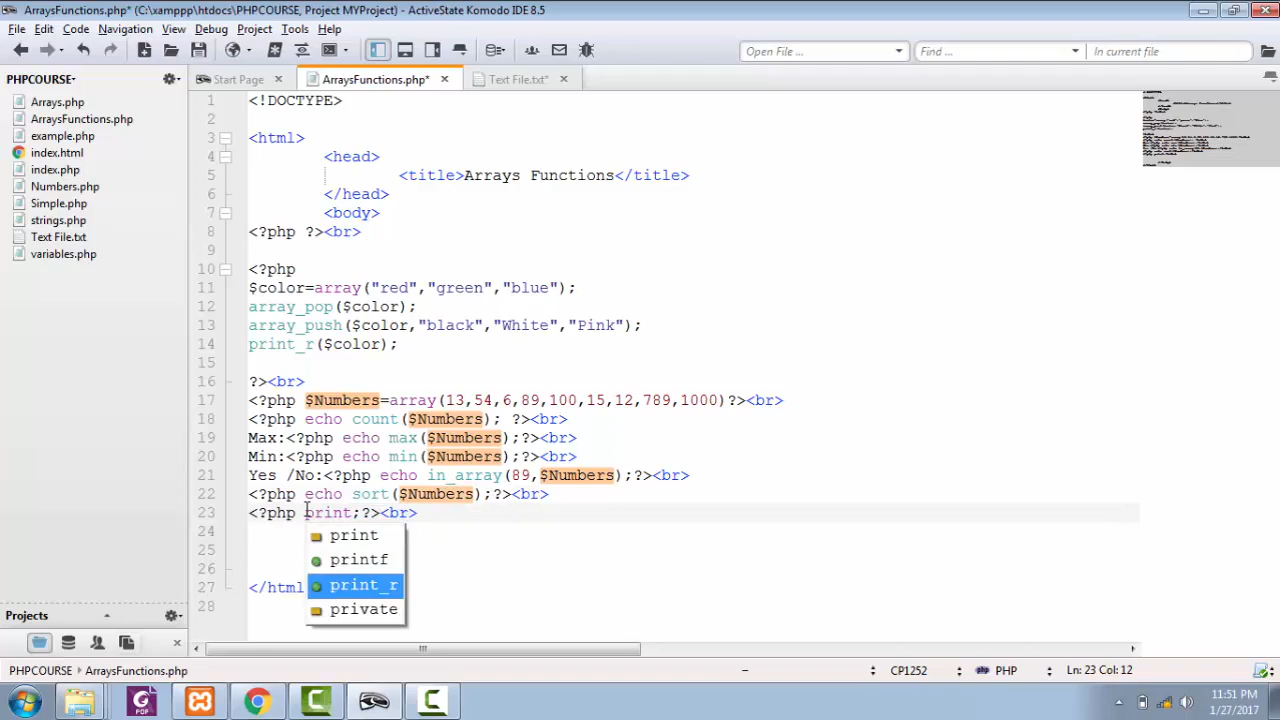 ArraysFunctions.php* (C:\xamppp\htdocs\PHPCOURSE, Project MYProject) - ActiveState Komodo IDE 8.5
File Edit Code Navigation View Debug Project Tools Help
Open File... Find... In current file
PHPCOURSE
Start Page ArraysFunctions.php* Text File.txt*
Arrays.php
ArraysFunctions.php
example.php
index.html
index.php
Numbers.php
Simple.php
strings.php
Text File.txt
variables.php
1 <!DOCTYPE>
2
3 <html>
4 <head>
5 <title>Arrays Functions</title>
6 </head>
7 <body>
8 <?php ?><br>
9
10 <?php
11 $color=array("red","green","blue");
12 array_pop($color);
13 array_push($color,"black","White","Pink");
14 print_r($color);
15
16 ?><br>
17 <?php $Numbers=array(13,54,6,89,100,15,12,789,1000)?><br>
18 <?php echo count($Numbers); ?><br>
19 Max:<?php echo max($Numbers);?><br>
20 Min:<?php echo min($Numbers);?><br>
21 Yes /No:<?php echo in_array(89,$Numbers);?><br>
22 <?php echo sort($Numbers);?><br>
23 <?php print;?><br>
24
25
26
27 </html
28
print
printf
print_r
private
Projects
PHPCOURSE ArraysFunctions.php
CP1252 PHP Ln: 23 Col: 12
PDF
11:51 PM
1/27/2017